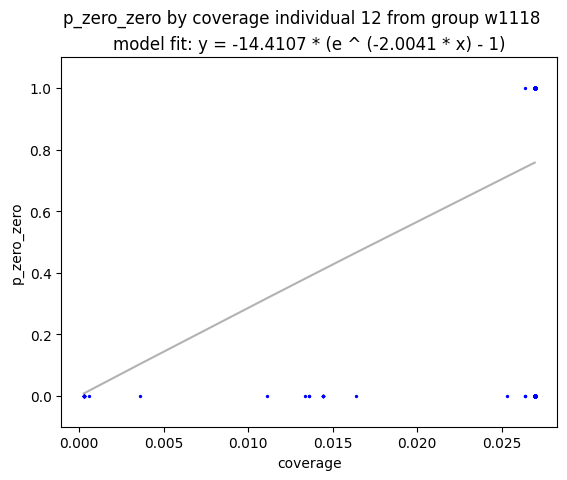 p_zero_zero by coverage individual 12 from group w1118
model fit: y = -14.4107 * (e ^ (-2.0041 * x) - 1)
1.0
0.8
0.6
0.4
0.2
0.0
p_zero_zero
0.000 0.005 0.010 0.015 0.020 0.025
coverage